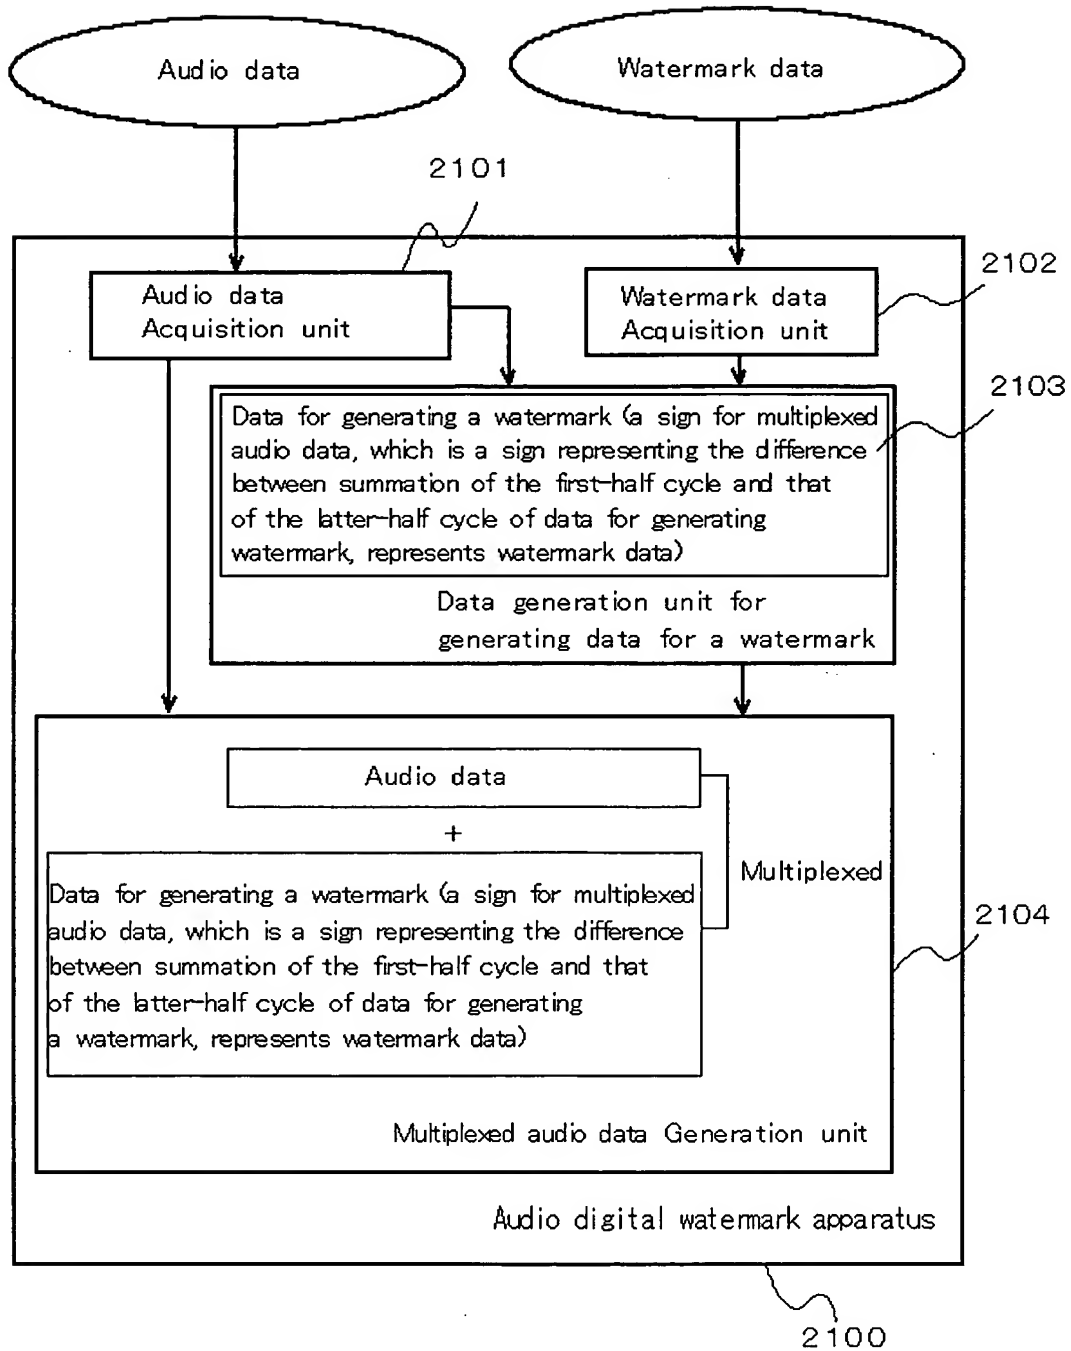 Audio data
Watermark data
2101
Audio data
Acquisition unit
2102
Watermark data
Acquisition unit
2103
Data for generating a watermark (a sign for multiplexed
audio data, which is a sign representing the difference
between summation of the first-half cycle and that
of the latter-half cycle of data for generating
watermark, represents watermark data)
Data generation unit for
generating data for a watermark
Audio data
+
Multiplexed
Data for generating a watermark (a sign for multiplexed
audio data, which is a sign representing the difference
between summation of the first-half cycle and that
of the latter-half cycle of data for generating
a watermark, represents watermark data)
2104
Multiplexed audio data Generation unit
Audio digital watermark apparatus
2100